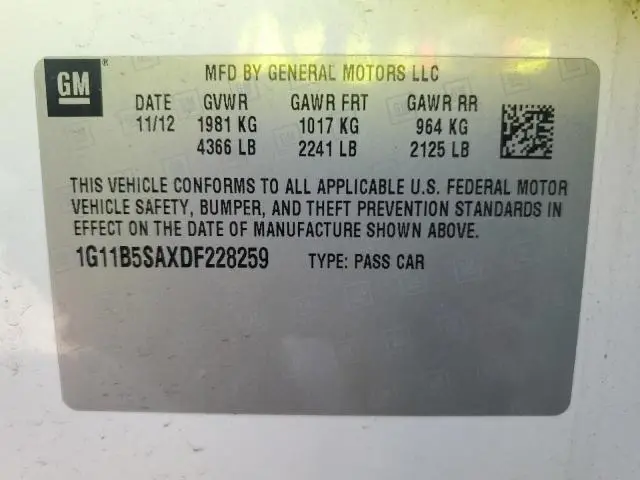 GM ®
MFD BY GENERAL MOTORS LLC
DATE GVWR GAWR FRT GAWR RR
11/12 1981 KG 1017 KG 964 KG
4366 LB 2241 LB 2125 LB
THIS VEHICLE CONFORMS TO ALL APPLICABLE U.S. FEDERAL MOTOR
VEHICLE SAFETY, BUMPER, AND THEFT PREVENTION STANDARDS IN
EFFECT ON THE DATE OF MANUFACTURE SHOWN ABOVE.
1G11B5SAXDF228259 TYPE: PASS CAR